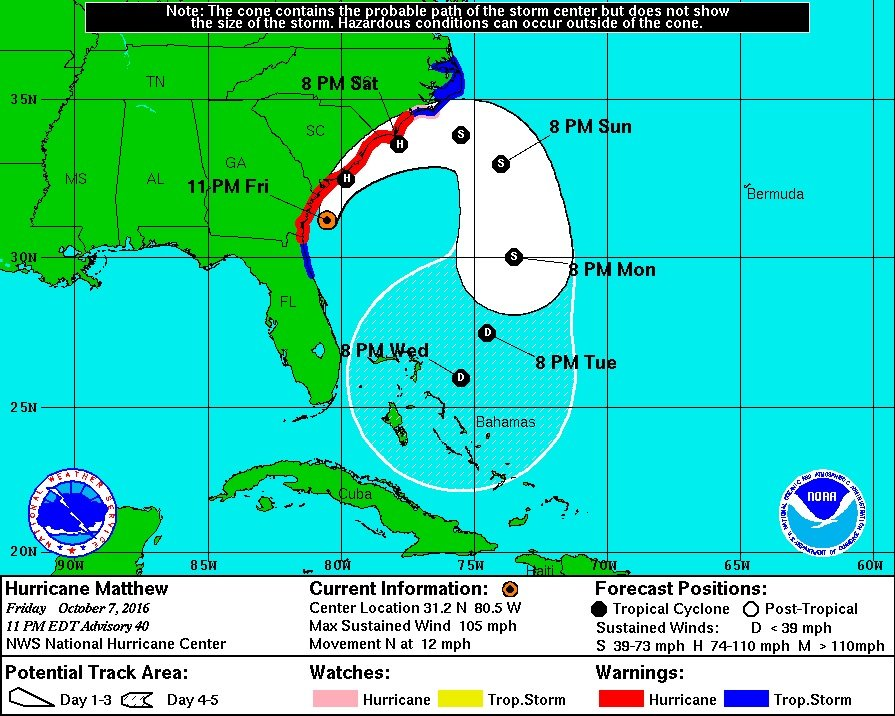 Note: The cone contains the probable path of the storm center but does not show
the size of the storm. Hazardous conditions can occur outside of the cone.
TN
8 PM Sat
35N
SC
S
8 PM Sun
H
S
MS
AL
GA
11 PM Fri
H
Bermuda
30N
S
8 PM Mon
FL
D
8 PM Wed
8 PM Tue
D
25N
Bahamas
NATIONAL WEATHER SERVICE
Cuba
NOAA
20N
85W
80W
75W
70W
65W
60W
Haiti
Hurricane Matthew
Friday October 7, 2016
11 PM EDT Advisory 40
NWS National Hurricane Center
Current Information:
Center Location 31.2 N 80.5 W
Max Sustained Wind 105 mph
Movement N at 12 mph
Forecast Positions:
H Tropical Cyclone Post-Tropical
Sustained Winds: D < 39 mph
S 39-73 mph H 74-110 mph M > 110mph
Potential Track Area:
Day 1-3 Day 4-5
Watches:
Hurricane Trop.Storm
Warnings:
Hurricane Trop.Storm